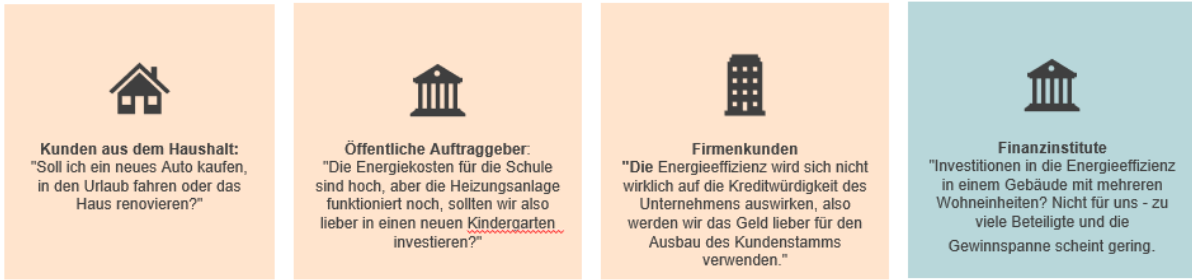 Kunden aus dem Haushalt:
"Soll ich ein neues Auto kaufen,
in den Urlaub fahren oder das
Haus renovieren?"
Öffentliche Auftraggeber:
"Die Energiekosten für die Schule
sind hoch, aber die Heizungsanlage
funktioniert noch, sollten wir also
lieber in einen neuen Kindergarten
investieren?"
Firmenkunden
"Die Energieeffizienz wird sich nicht
wirklich auf die Kreditwürdigkeit des
Unternehmens auswirken, also
werden wir das Geld lieber für den
Ausbau des Kundenstamms
verwenden."
Finanzinstitute
"Investitionen in die Energieeffizienz
in einem Gebäude mit mehreren
Wohneinheiten? Nicht für uns - zu
viele Beteiligte und die
Gewinnspanne scheint gering.